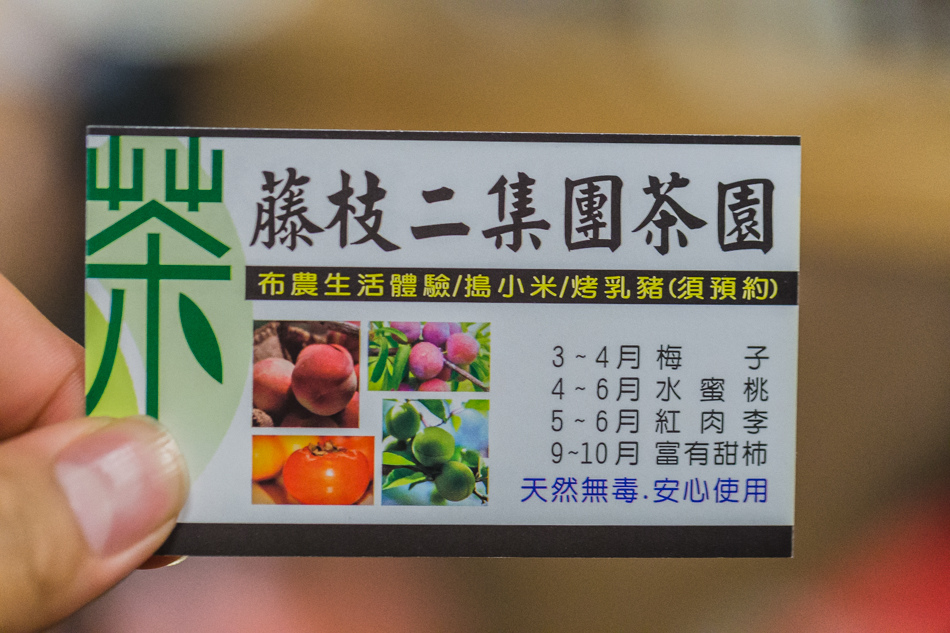 茶
藤枝二集團茶園
布農生活體驗/搗小米/烤乳豬(須預約)
3~4月 梅子
4~6月 水蜜桃
5~6月 紅肉李
9~10月 富有甜柿
天然無毒.安心使用